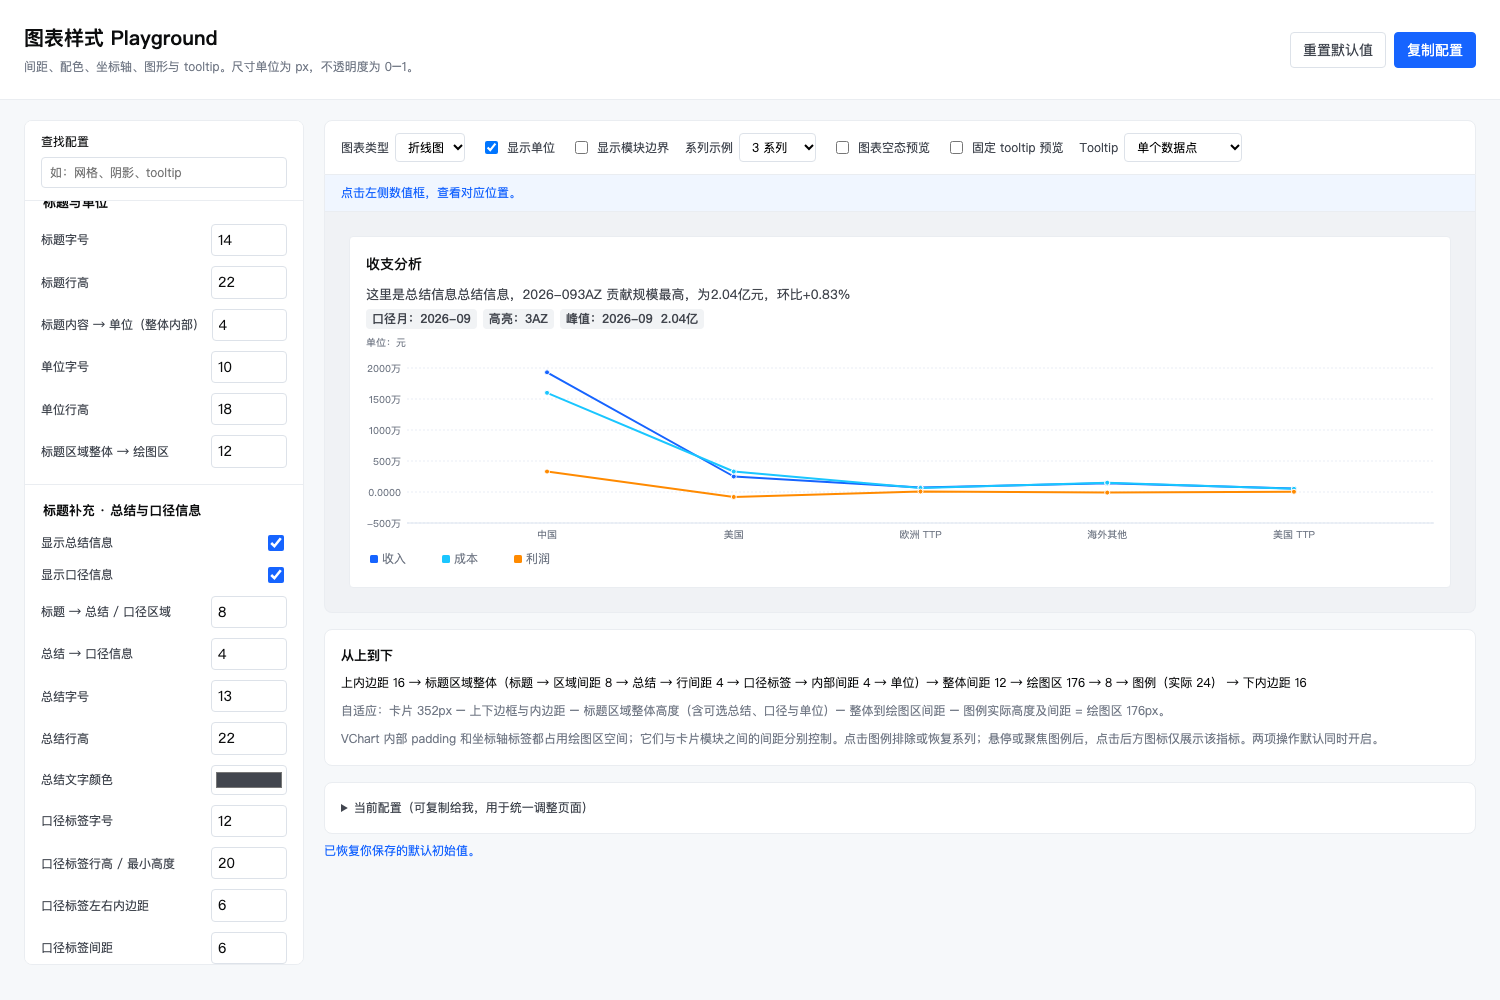 图表样式 Playground
间距、配色、坐标轴、图形与 tooltip。尺寸单位为 px，不透明度为 0—1。
重置默认值
复制配置
查找配置
如：网格、阴影、tooltip
标题与单位
标题字号 14
标题行高 22
标题内容 → 单位（整体内部） 4
单位字号 10
单位行高 18
标题区域整体 → 绘图区 12
标题补充 · 总结与口径信息
显示总结信息
显示口径信息
标题 → 总结 / 口径区域 8
总结 → 口径信息 4
总结字号 13
总结行高 22
总结文字颜色
口径标签字号 12
口径标签行高 / 最小高度 20
口径标签左右内边距 6
口径标签间距 6
图表类型 折线图 显示单位 显示模块边界 系列示例 3 系列 图表空态预览 固定 tooltip 预览 Tooltip 单个数据点
点击左侧数值框，查看对应位置。
收支分析
这里是总结信息总结信息，2026-093AZ 贡献规模最高，为2.04亿元，环比+0.83%
口径月：2026-09 高亮：3AZ 峰值：2026-09 2.04亿
单位：元
2000万
1500万
1000万
500万
0.0000
-500万
中国 美国 欧洲 TTP 海外其他 美国 TTP
收入 成本 利润
从上到下
上内边距 16 → 标题区域整体（标题 → 区域间距 8 → 总结 → 行间距 4 → 口径标签 → 内部间距 4 → 单位）→ 整体间距 12 → 绘图区 176 → 8 → 图例（实际 24） → 下内边距 16
自适应：卡片 352px — 上下边框与内边距 — 标题区域整体高度（含可选总结、口径与单位）— 整体到绘图区间距 — 图例实际高度及间距 = 绘图区 176px。
VChart 内部 padding 和坐标轴标签都占用绘图区空间；它们与卡片模块之间的间距分别控制。点击图例排除或恢复系列；悬停或聚焦图例后，点击后方图标仅展示该指标。两项操作默认同时开启。
▶ 当前配置（可复制给我，用于统一调整页面）
已恢复你保存的默认初始值。